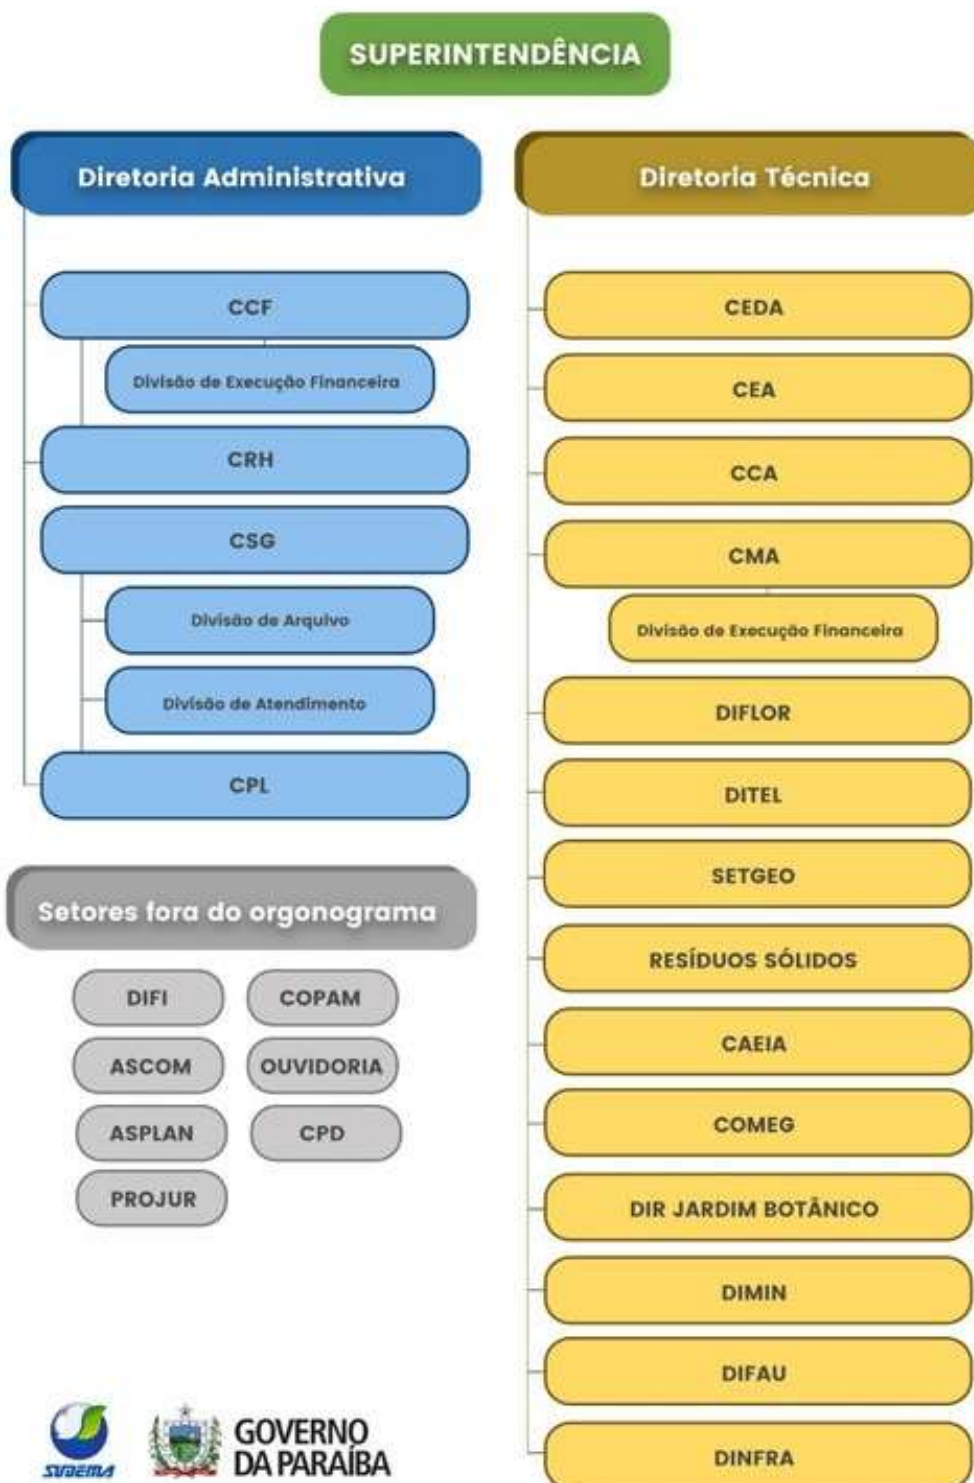 SUPERINTENDÊNCIA
Diretoria Administrativa
CCF
Divisão de Execução Financeira
CRH
CSG
Divisão de Arquivo
Divisão de Atendimento
CPL
Setores fora do orgonograma
DIFI
COPAM
ASCOM
OUVIDORIA
ASPLAN
CPD
PROJUR
Diretoria Técnica
CEDA
CEA
CCA
CMA
Divisão de Execução Financeira
DIFLOR
DITEL
SETGEO
RESÍDUOS SÓLIDOS
CAEIA
COMEG
DIR JARDIM BOTÂNICO
DIMIN
DIFAU
DINFRA
SUDEMA
GOVERNO
DA PARAÍBA